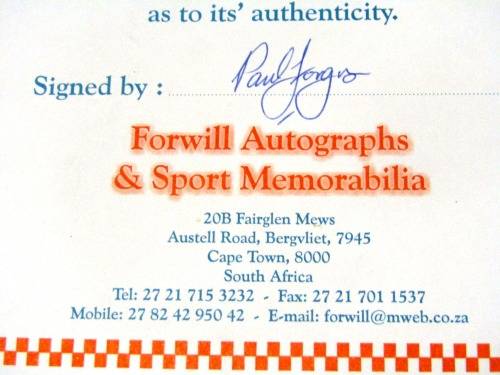 as to its' authenticity.
Signed by : Paul
Forwill Autographs
& Sport Memorabilia
20B Fairglen Mews
Austell Road, Bergvliet, 7945
Cape Town, 8000
South Africa
Tel: 27 21 715 3232 - Fax: 27 21 701 1537
Mobile: 27 82 42 950 42 - E-mail: forwill@mweb.co.za